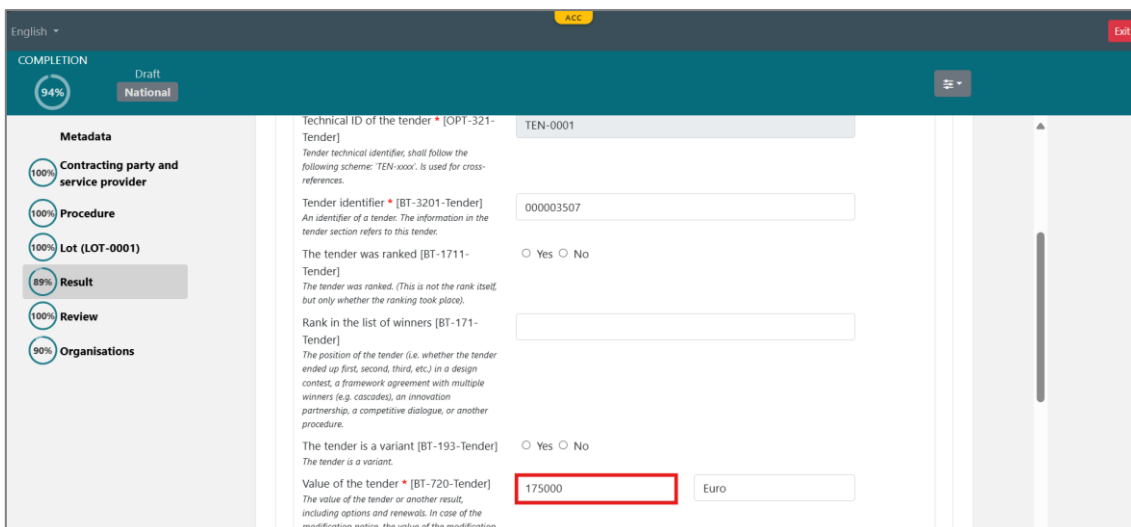 ACC
English
Exit
COMPLETION
94%
Draft
National
Metadata
100% Contracting party and
service provider
100% Procedure
100% Lot (LOT-0001)
89% Result
100% Review
90% Organisations
Technical ID of the tender * [OPT-321-
Tender]
TEN-0001
Tender technical identifier, shall follow the
following scheme: 'TEN-xxxx'. Is used for cross-
references.
Tender identifier * [BT-3201-Tender]
000003507
An identifier of a tender. The information in the
tender section refers to this tender.
The tender was ranked [BT-1711-
Tender]
Yes No
The tender was ranked. (This is not the rank itself,
but only whether the ranking took place).
Rank in the list of winners [BT-171-
Tender]
The position of the tender (i.e. whether the tender
ended up first, second, third, etc.) in a design
contest, a framework agreement with multiple
winners (e.g. cascades), an innovation
partnership, a competitive dialogue, or another
procedure.
The tender is a variant [BT-193-Tender]
Yes No
The tender is a variant.
Value of the tender * [BT-720-Tender]
175000
Euro
The value of the tender or another result,
including options and renewals. In case of the
modification notice, the value of the modification